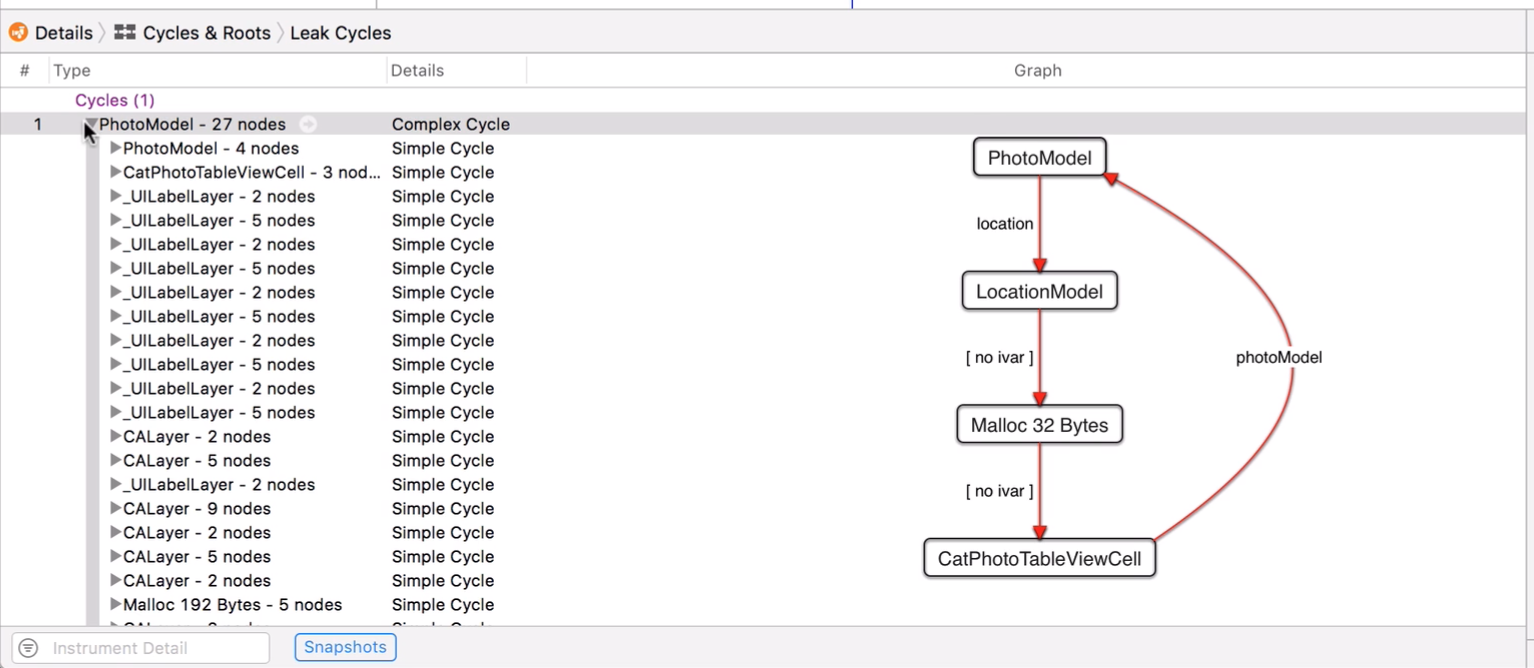 Details 〉 Cycles & Roots 〉 Leak Cycles
# Type Details Graph
Cycles (1)
1 PhotoModel - 27 nodes Complex Cycle
PhotoModel - 4 nodes Simple Cycle
CatPhotoTableViewCell - 3 nod... Simple Cycle
_UILabelLayer - 2 nodes Simple Cycle
_UILabelLayer - 5 nodes Simple Cycle
_UILabelLayer - 2 nodes Simple Cycle
_UILabelLayer - 5 nodes Simple Cycle
_UILabelLayer - 2 nodes Simple Cycle
_UILabelLayer - 5 nodes Simple Cycle
_UILabelLayer - 2 nodes Simple Cycle
_UILabelLayer - 5 nodes Simple Cycle
_UILabelLayer - 2 nodes Simple Cycle
_UILabelLayer - 5 nodes Simple Cycle
CALayer - 2 nodes Simple Cycle
CALayer - 5 nodes Simple Cycle
_UILabelLayer - 2 nodes Simple Cycle
CALayer - 9 nodes Simple Cycle
CALayer - 2 nodes Simple Cycle
CALayer - 5 nodes Simple Cycle
CALayer - 2 nodes Simple Cycle
Malloc 192 Bytes - 5 nodes Simple Cycle
PhotoModel
location
LocationModel
[ no ivar ]
photoModel
Malloc 32 Bytes
[ no ivar ]
CatPhotoTableViewCell
Instrument Detail
Snapshots